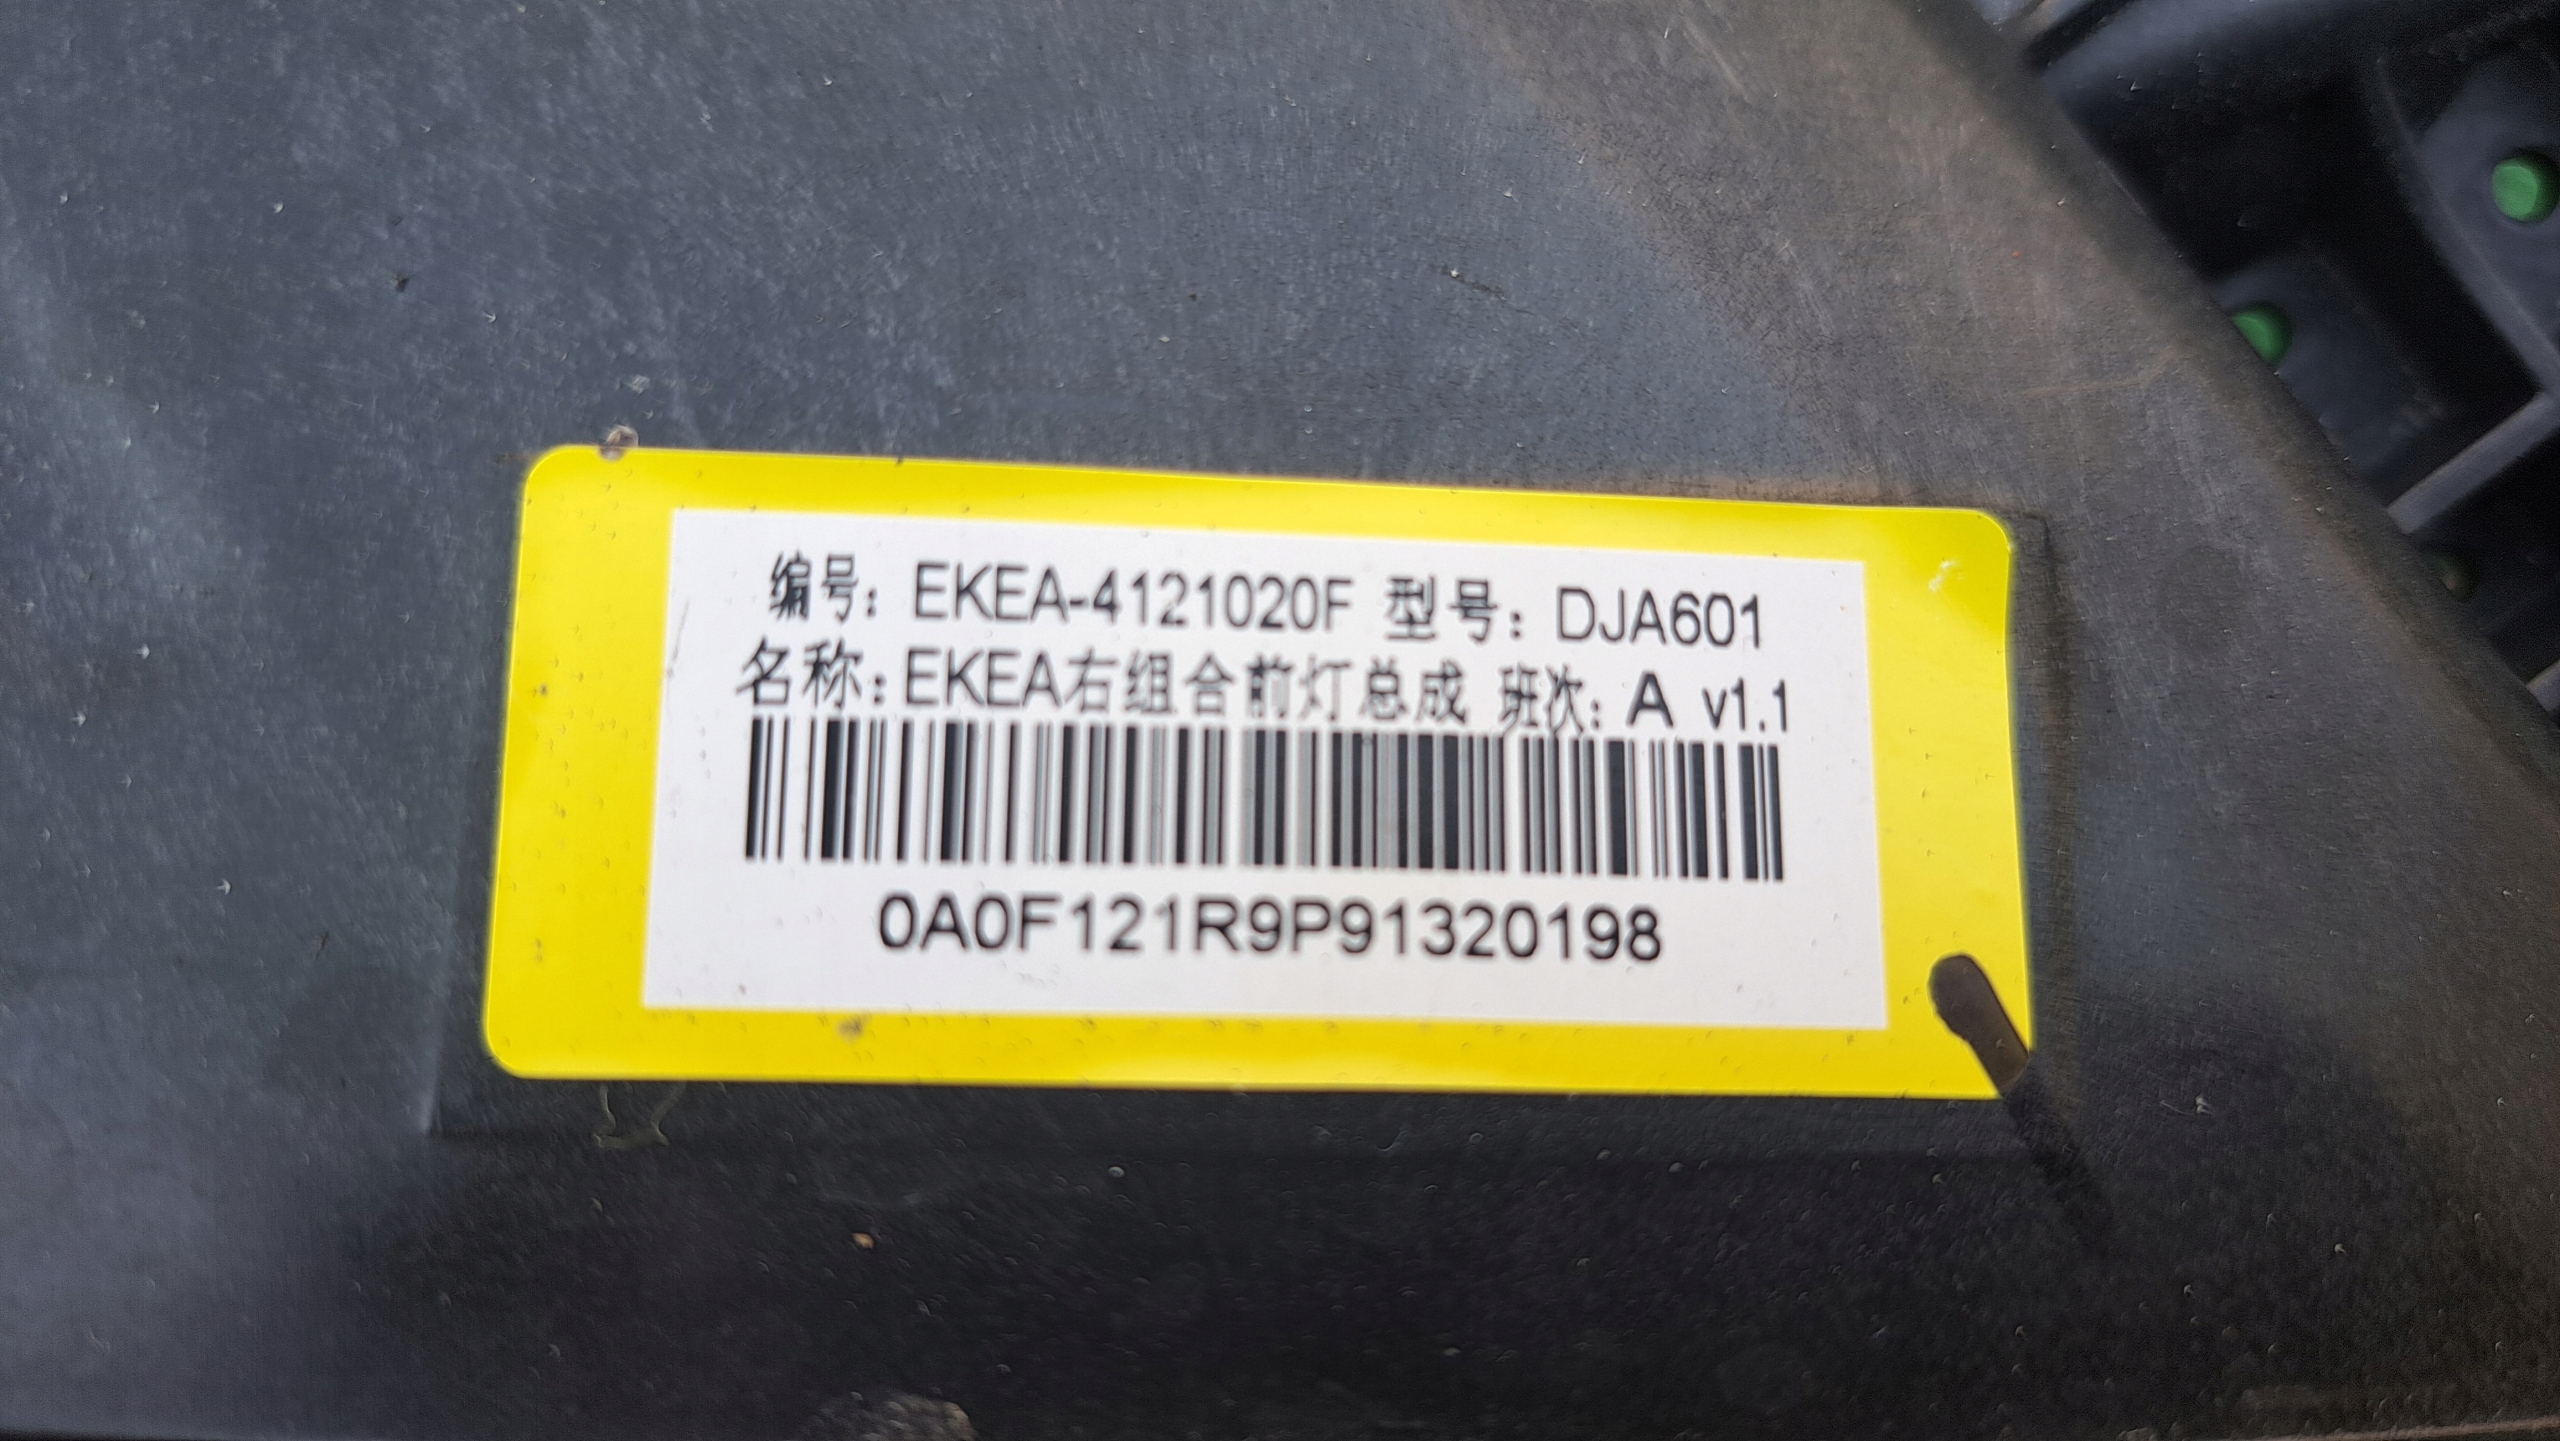 编号: EKEA-4121020F 型号: DJA601
名称: EKEA右组合前灯总成 班次: A v1.1
0A0F121R9P91320198